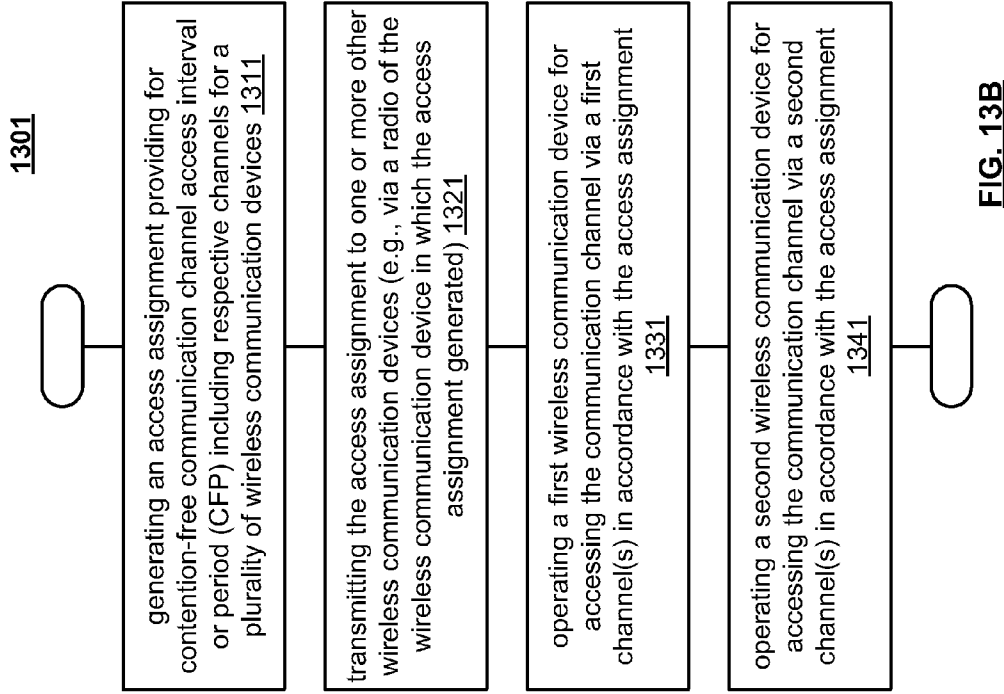 1301
generating an access assignment providing for
contention-free communication channel access interval
or period (CFP) including respective channels for a
plurality of wireless communication devices 1311
transmitting the access assignment to one or more other
wireless communication devices (e.g., via a radio of the
wireless communication device in which the access
assignment generated) 1321
operating a first wireless communication device for
accessing the communication channel via a first
channel(s) in accordance with the access assignment
1331
operating a second wireless communication device for
accessing the communication channel via a second
channel(s) in accordance with the access assignment
1341
FIG. 13B